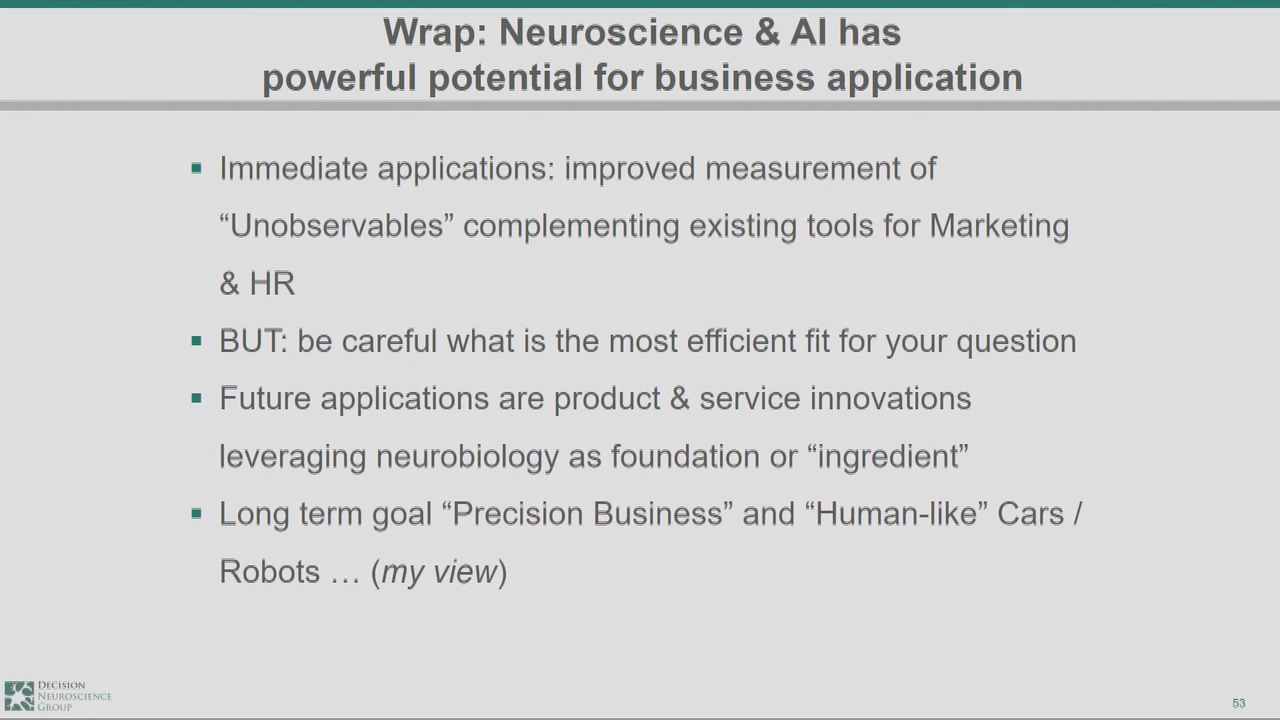 Wrap: Neuroscience & AI has
powerful potential for business application
Immediate applications: improved measurement of
“Unobservables” complementing existing tools for Marketing
& HR
BUT: be careful what is the most efficient fit for your question
Future applications are product & service innovations
leveraging neurobiology as foundation or “ingredient”
Long term goal “Precision Business” and “Human-like” Cars /
Robots … (my view)
DECISION
NEUROSCIENCE
GROUP
53